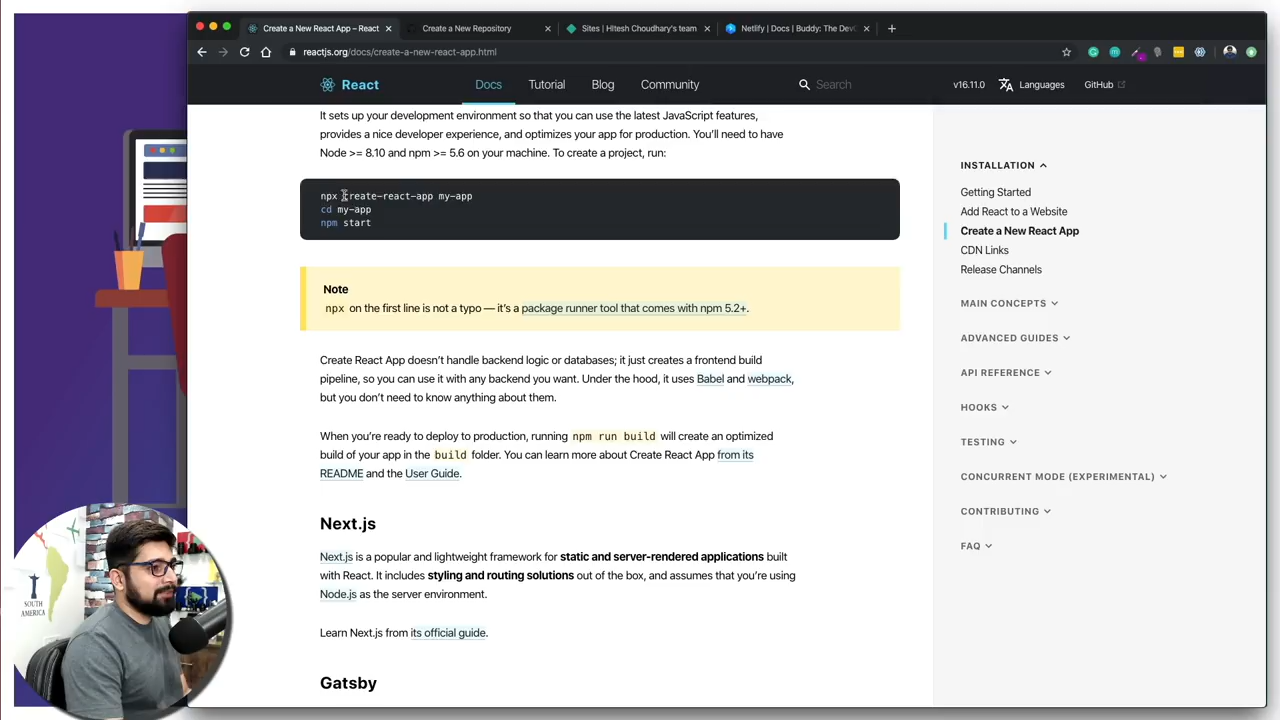 Create a New React App – React
Create a New Repository
Sites | Hitesh Choudhary's team
Netlify | Docs | Buddy: The Dev
reactjs.org/docs/create-a-new-react-app.html
React
Docs
Tutorial
Blog
Community
Search
v16.11.0
Languages
GitHub
It sets up your development environment so that you can use the latest JavaScript features,
provides a nice developer experience, and optimizes your app for production. You'll need to have
Node >= 8.10 and npm >= 5.6 on your machine. To create a project, run:
npx create-react-app my-app
cd my-app
npm start
Note
npx on the first line is not a typo — it's a package runner tool that comes with npm 5.2+.
Create React App doesn't handle backend logic or databases; it just creates a frontend build
pipeline, so you can use it with any backend you want. Under the hood, it uses Babel and webpack,
but you don't need to know anything about them.
When you're ready to deploy to production, running npm run build will create an optimized
build of your app in the build folder. You can learn more about Create React App from its
README and the User Guide.
Next.js
Next.js is a popular and lightweight framework for static and server-rendered applications built
with React. It includes styling and routing solutions out of the box, and assumes that you're using
Node.js as the server environment.
Learn Next.js from its official guide.
Gatsby
INSTALLATION
Getting Started
Add React to a Website
Create a New React App
CDN Links
Release Channels
MAIN CONCEPTS
ADVANCED GUIDES
API REFERENCE
HOOKS
TESTING
CONCURRENT MODE (EXPERIMENTAL)
CONTRIBUTING
FAQ
SOUTH
AMERICA